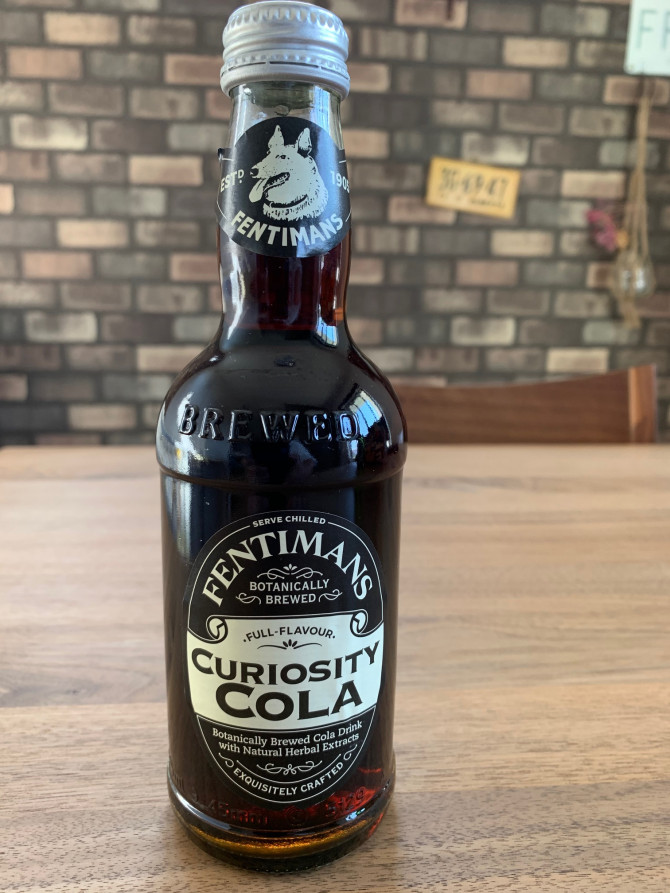 ESTD 1905
FENTIMANS
BREWED
SERVE CHILLED
FENTIMANS
BOTANICALLY
BREWED
·FULL-FLAVOUR·
CURIOSITY
COLA
Botanically Brewed Cola Drink
with Natural Herbal Extracts
EXQUISITELY CRAFTED